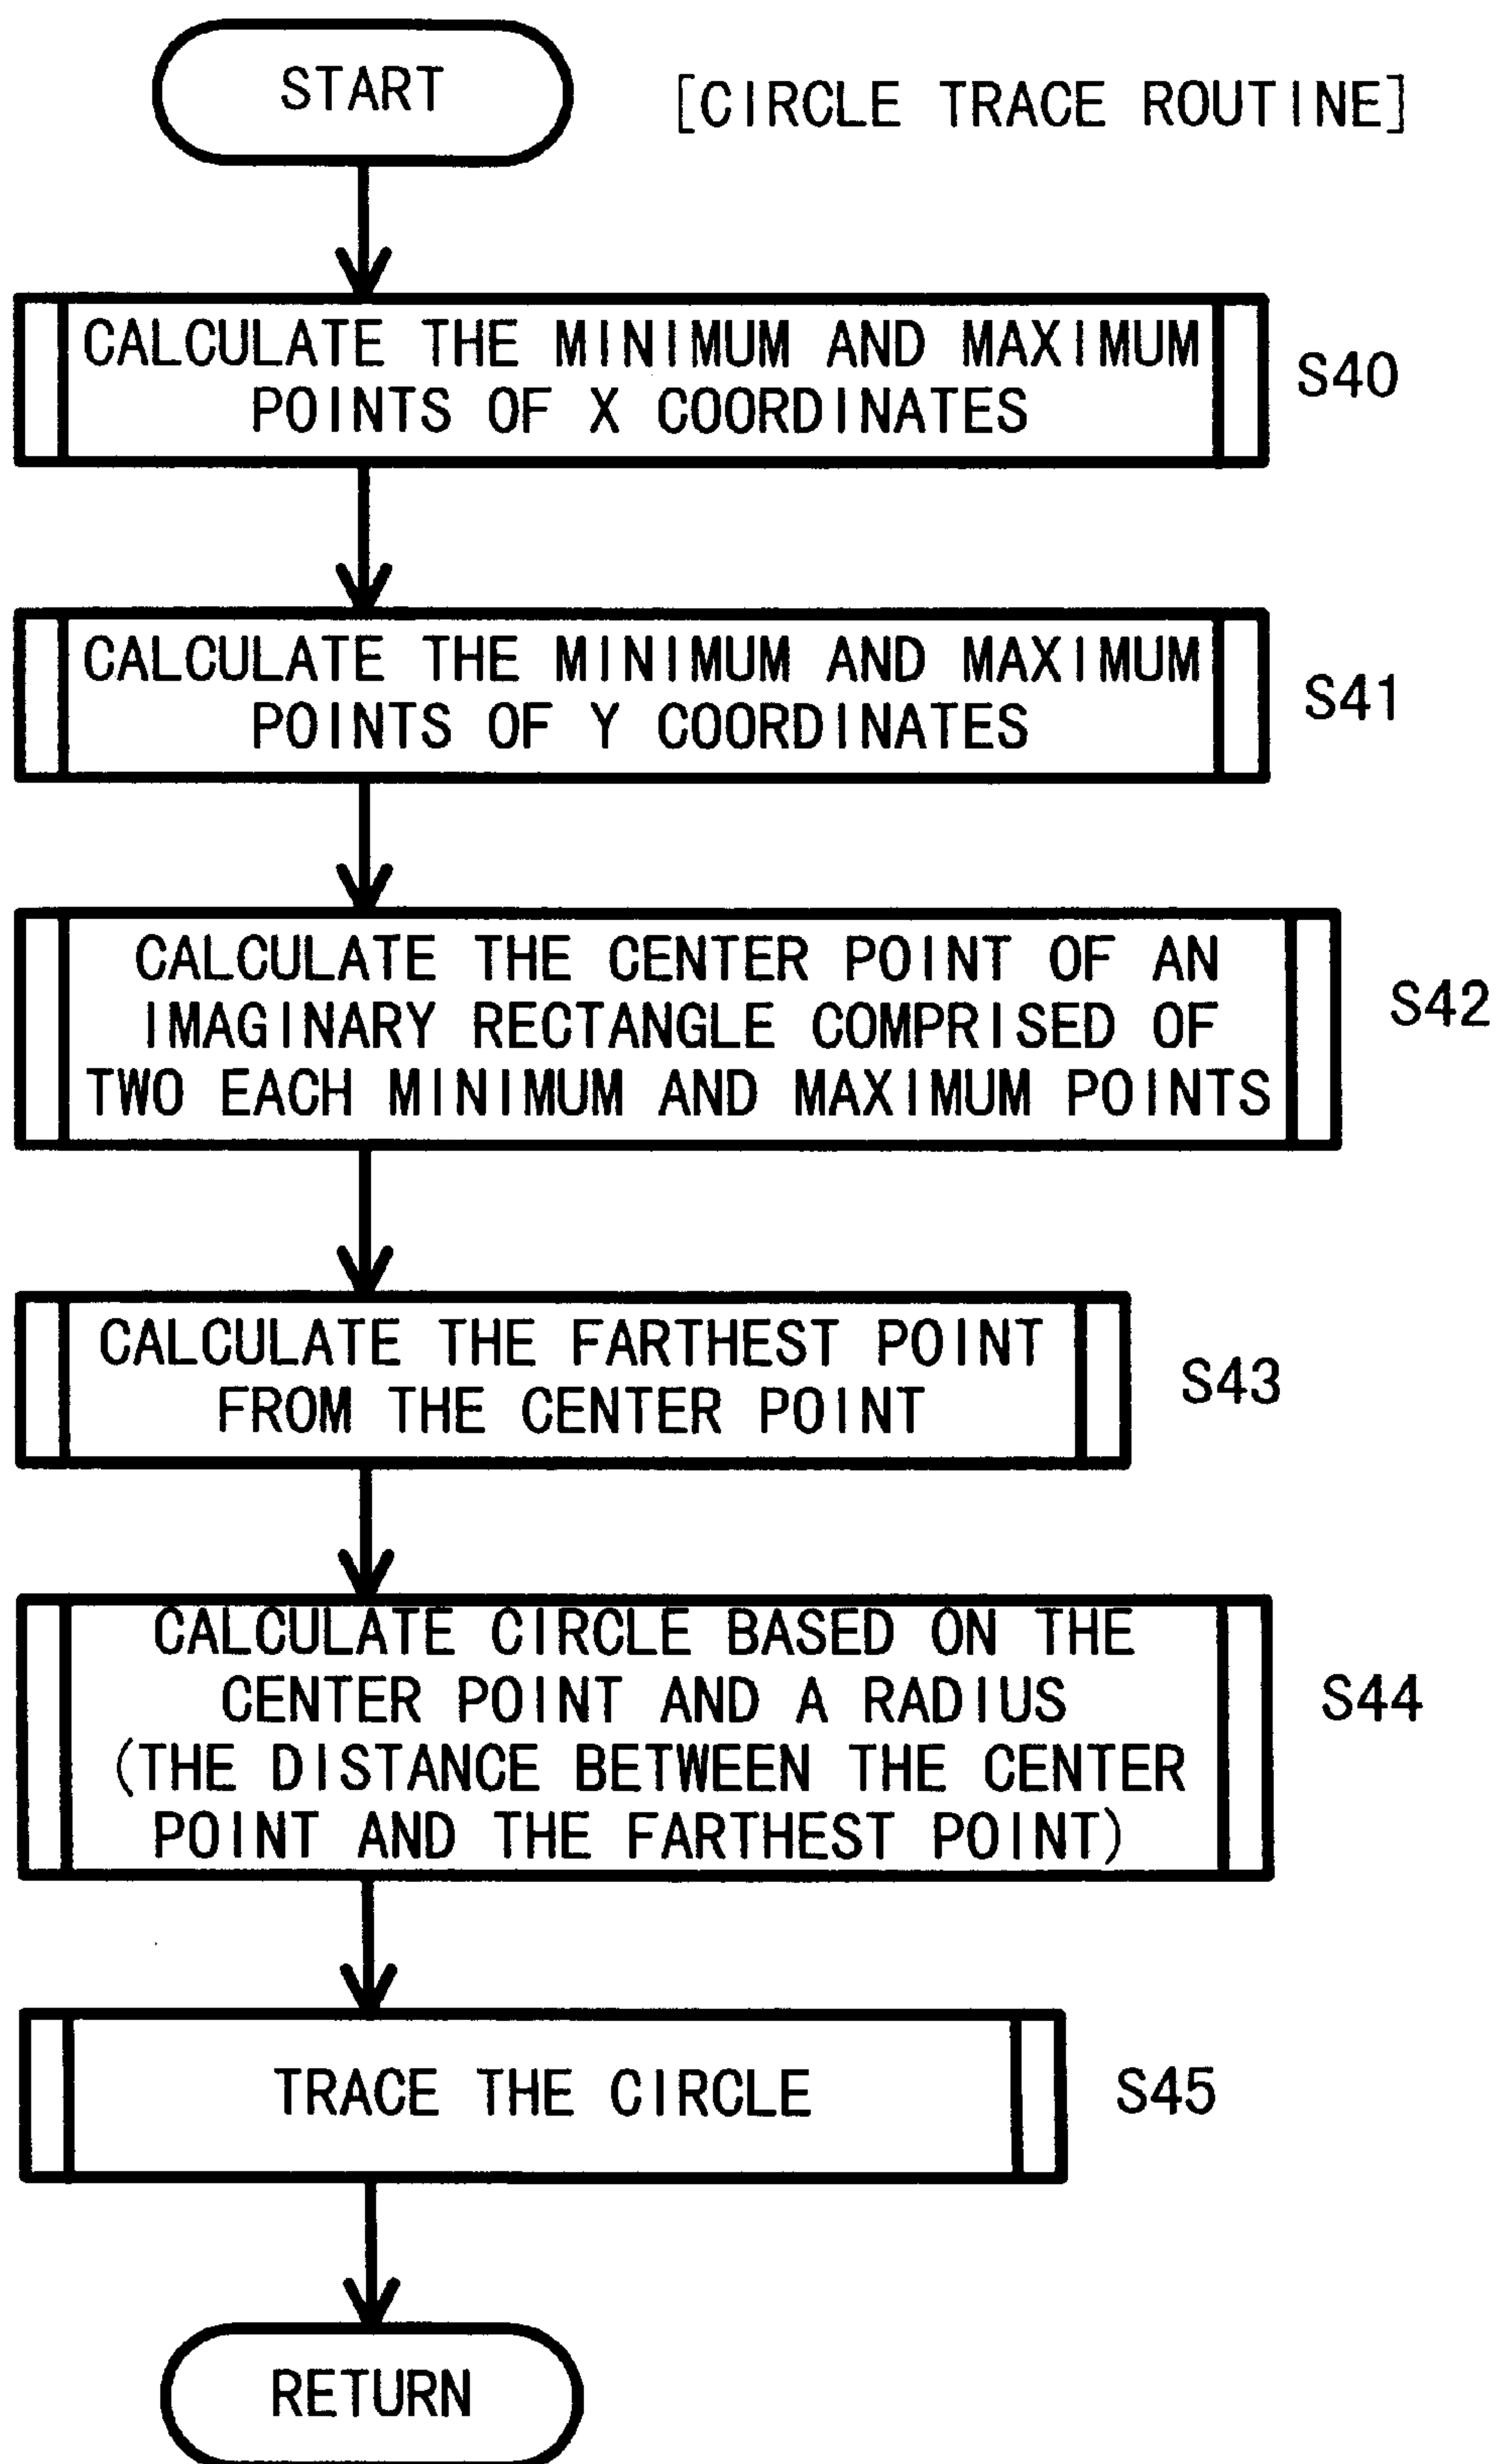 START
[CIRCLE TRACE ROUTINE]
CALCULATE THE MINIMUM AND MAXIMUM
POINTS OF X COORDINATES
S40
CALCULATE THE MINIMUM AND MAXIMUM
POINTS OF Y COORDINATES
S41
CALCULATE THE CENTER POINT OF AN
IMAGINARY RECTANGLE COMPRISED OF
TWO EACH MINIMUM AND MAXIMUM POINTS
S42
CALCULATE THE FARTHEST POINT
FROM THE CENTER POINT
S43
CALCULATE CIRCLE BASED ON THE
CENTER POINT AND A RADIUS
(THE DISTANCE BETWEEN THE CENTER
POINT AND THE FARTHEST POINT)
S44
TRACE THE CIRCLE
S45
RETURN